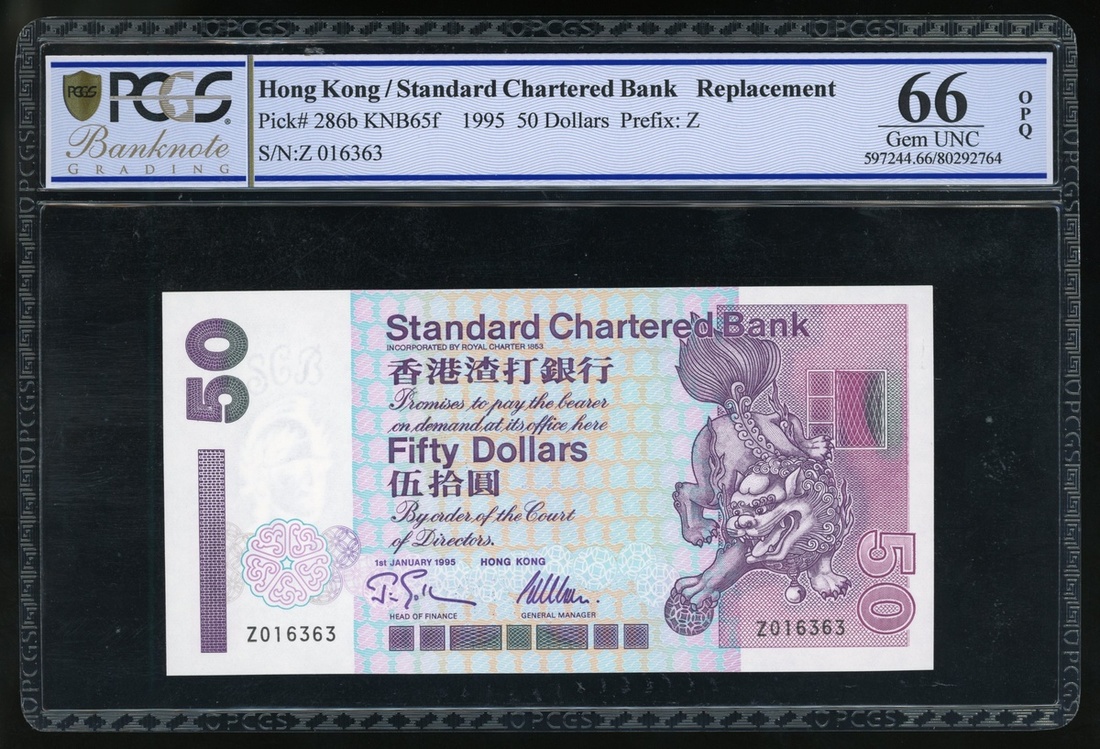 PCGS
PCGS
Banknote
GRADING
Hong Kong / Standard Chartered Bank Replacement
Pick# 286b KNB65f 1995 50 Dollars Prefix: Z
S/N:Z 016363
66
Gem UNC
597244.66/80292764
OPQ
50
Standard Chartered Bank
INCORPORATED BY ROYAL CHARTER 1853
香港渣打銀行
Promises to pay the bearer
on demand at its office here
Fifty Dollars
伍拾圓
By order of the Court
of Directors.
1st JANUARY 1995 HONG KONG
HEAD OF FINANCE GENERAL MANAGER
Z016363
Z016363
50